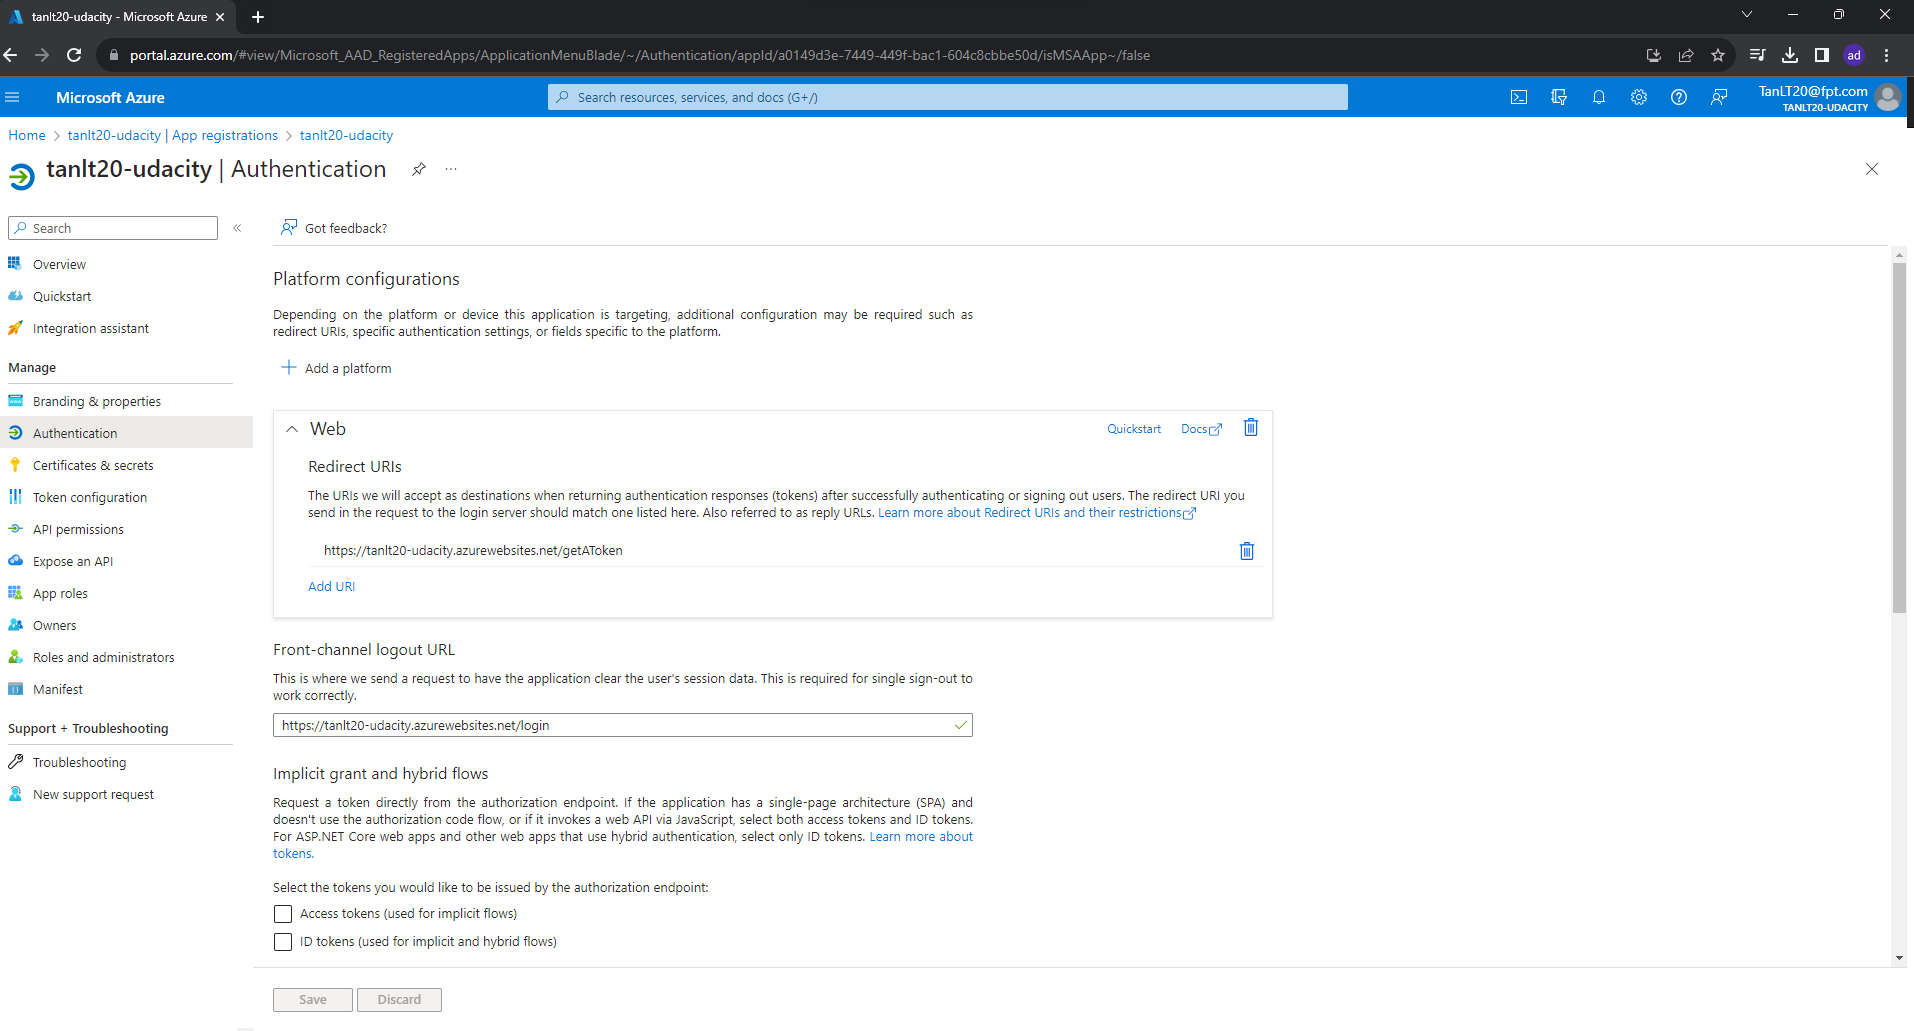 tanlt20-udacity - Microsoft Azure
portal.azure.com/#view/Microsoft_AAD_RegisteredApps/ApplicationMenuBlade/~/Authentication/appId/a0149d3e-7449-449f-bac1-604c8cbbe50d/isMSAApp~/false
ad
Microsoft Azure
Search resources, services, and docs (G+/)
TanLT20@fpt.com
TANLT20-UDACITY
Home > tanlt20-udacity | App registrations > tanlt20-udacity
tanlt20-udacity | Authentication
Search
Got feedback?
Overview
Quickstart
Integration assistant
Manage
Branding & properties
Authentication
Certificates & secrets
Token configuration
API permissions
Expose an API
App roles
Owners
Roles and administrators
Manifest
Support + Troubleshooting
Troubleshooting
New support request
Platform configurations
Depending on the platform or device this application is targeting, additional configuration may be required such as
redirect URIs, specific authentication settings, or fields specific to the platform.
Add a platform
Web
Quickstart
Docs
Redirect URIs
The URIs we will accept as destinations when returning authentication responses (tokens) after successfully authenticating or signing out users. The redirect URI you
send in the request to the login server should match one listed here. Also referred to as reply URLs. Learn more about Redirect URIs and their restrictions
https://tanlt20-udacity.azurewebsites.net/getAToken
Add URI
Front-channel logout URL
This is where we send a request to have the application clear the user's session data. This is required for single sign-out to
work correctly.
https://tanlt20-udacity.azurewebsites.net/login
Implicit grant and hybrid flows
Request a token directly from the authorization endpoint. If the application has a single-page architecture (SPA) and
doesn't use the authorization code flow, or if it invokes a web API via JavaScript, select both access tokens and ID tokens.
For ASP.NET Core web apps and other web apps that use hybrid authentication, select only ID tokens. Learn more about
tokens.
Select the tokens you would like to be issued by the authorization endpoint:
Access tokens (used for implicit flows)
ID tokens (used for implicit and hybrid flows)
Save
Discard